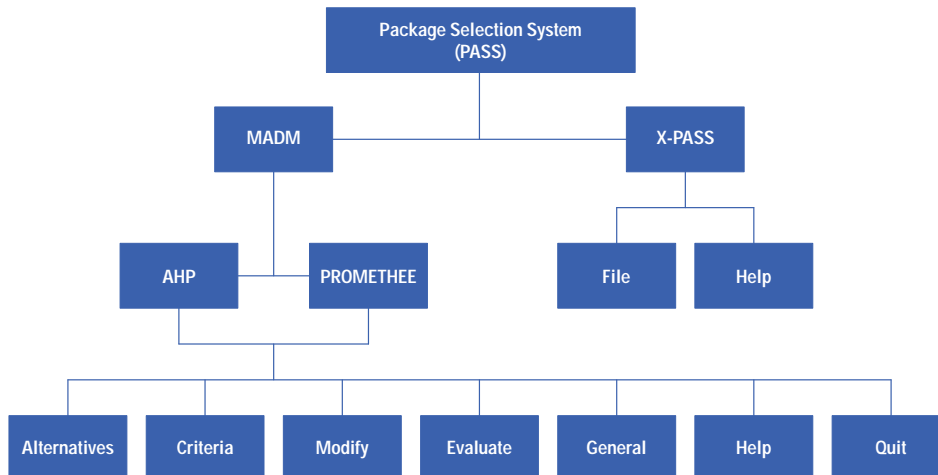 Package Selection System
(PASS)
MADM
X-PASS
AHP
PROMETHEE
File
Help
Alternatives
Criteria
Modify
Evaluate
General
Help
Quit